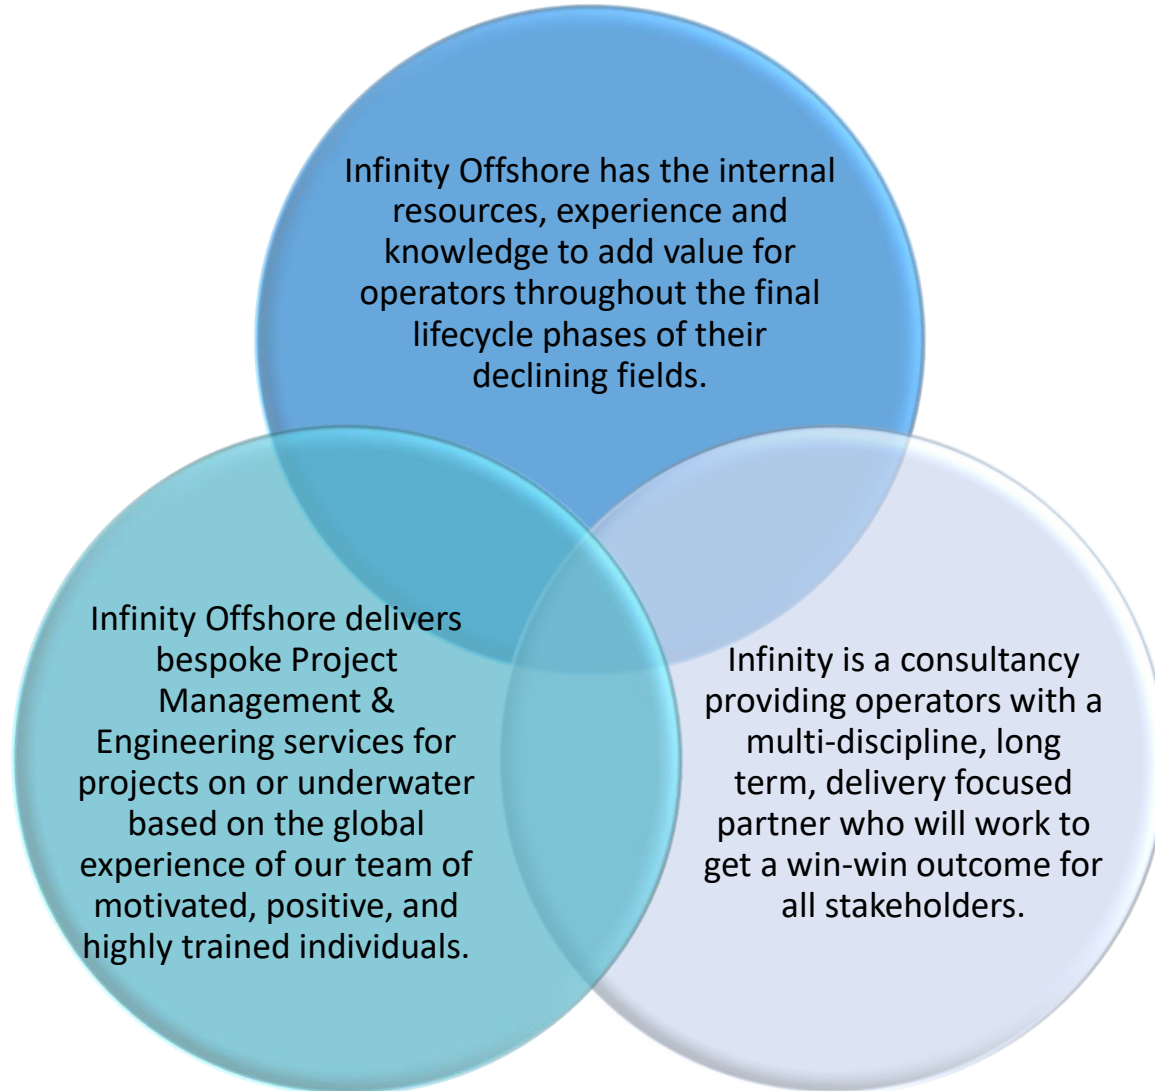 Infinity Offshore has the internal
resources, experience and
knowledge to add value for
operators throughout the final
lifecycle phases of their
declining fields.
Infinity Offshore delivers
bespoke Project
Management &
Engineering services for
projects on or underwater
based on the global
experience of our team of
motivated, positive, and
highly trained individuals.
Infinity is a consultancy
providing operators with a
multi-discipline, long
term, delivery focused
partner who will work to
get a win-win outcome for
all stakeholders.